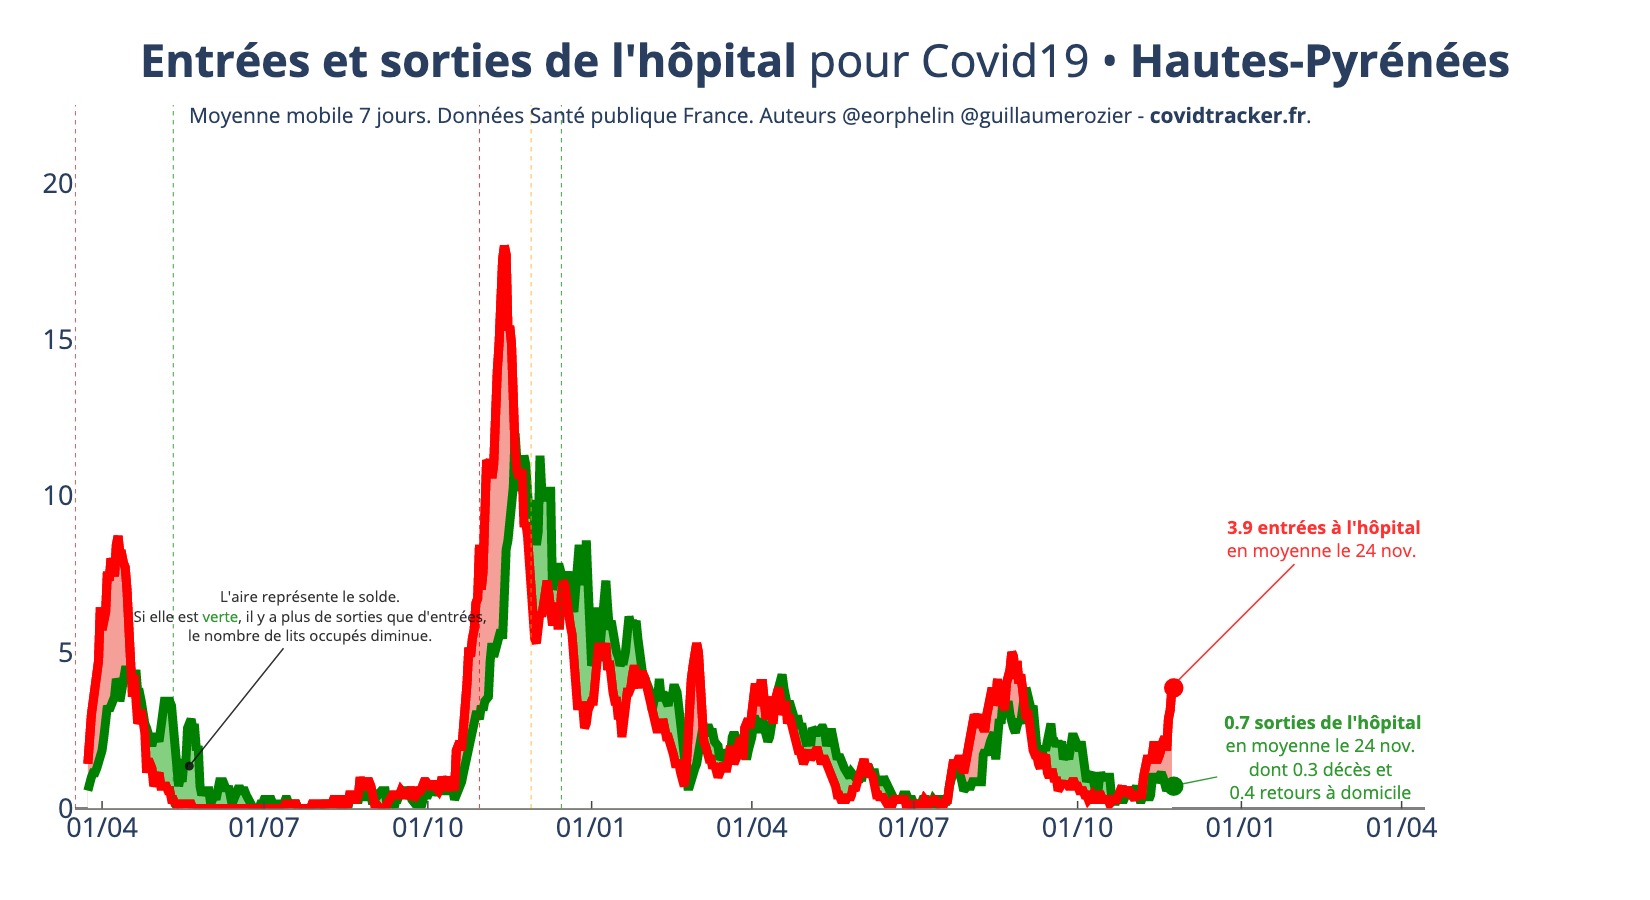 Entrées et sorties de l'hôpital pour Covid19 • Hautes-Pyrénées
Moyenne mobile 7 jours. Données Santé publique France. Auteurs @eorphelin @guillaumerozier - covidtracker.fr.
20
15
10
5
0
L'aire représente le solde.
Si elle est verte, il y a plus de sorties que d'entrées,
le nombre de lits occupés diminue.
3.9 entrées à l'hôpital
en moyenne le 24 nov.
0.7 sorties de l'hôpital
en moyenne le 24 nov.
dont 0.3 décès et
0.4 retours à domicile
01/04 01/07 01/10 01/01 01/04 01/07 01/10 01/01 01/04